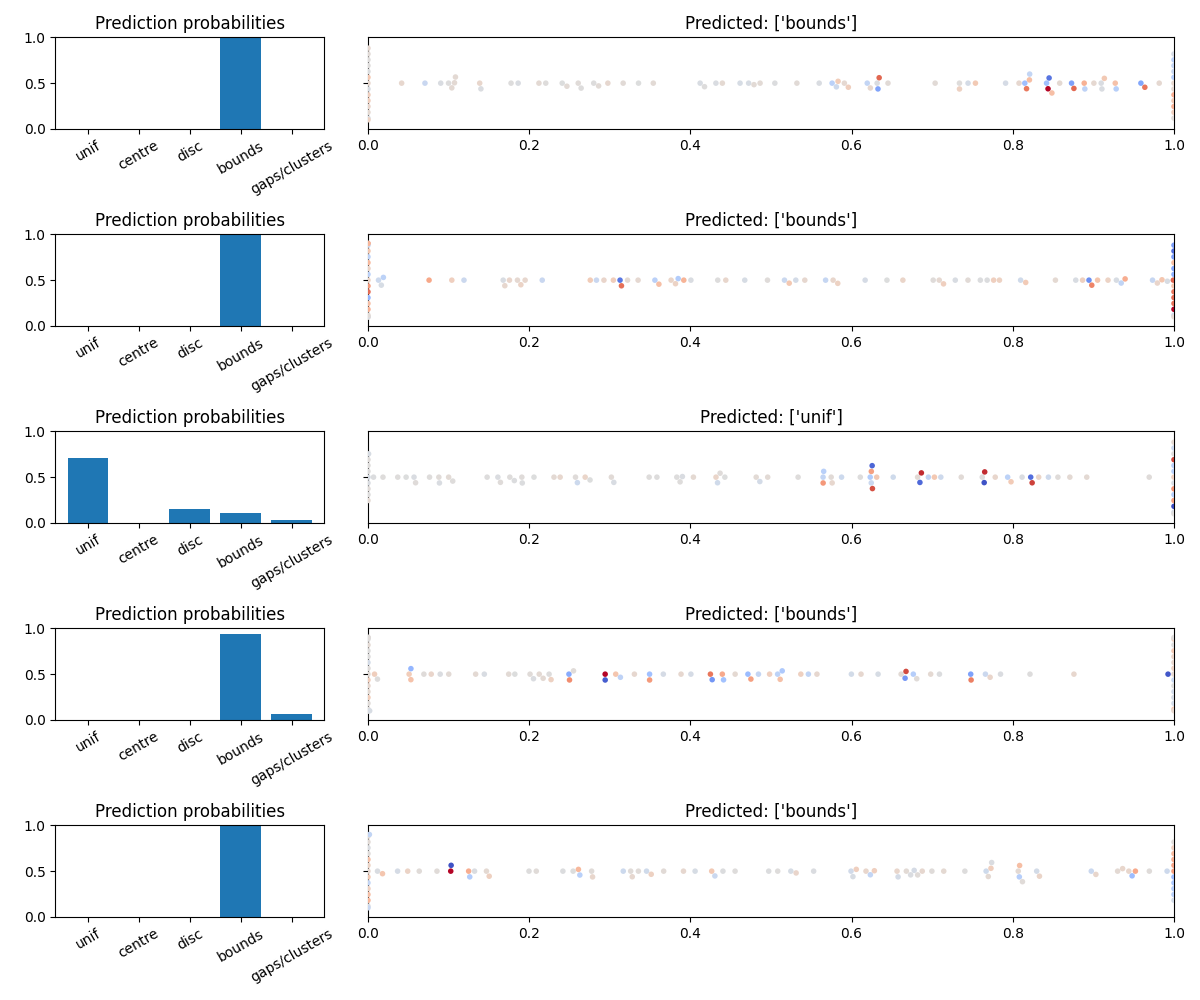 Prediction probabilities
Predicted: ['bounds']
1.0
0.5
0.0
unif
centre
disc
bounds
gaps/clusters
0.0 0.2 0.4 0.6 0.8 1.0
Prediction probabilities
Predicted: ['bounds']
1.0
0.5
0.0
unif
centre
disc
bounds
gaps/clusters
0.0 0.2 0.4 0.6 0.8 1.0
Prediction probabilities
Predicted: ['unif']
1.0
0.5
0.0
unif
centre
disc
bounds
gaps/clusters
0.0 0.2 0.4 0.6 0.8 1.0
Prediction probabilities
Predicted: ['bounds']
1.0
0.5
0.0
unif
centre
disc
bounds
gaps/clusters
0.0 0.2 0.4 0.6 0.8 1.0
Prediction probabilities
Predicted: ['bounds']
1.0
0.5
0.0
unif
centre
disc
bounds
gaps/clusters
0.0 0.2 0.4 0.6 0.8 1.0